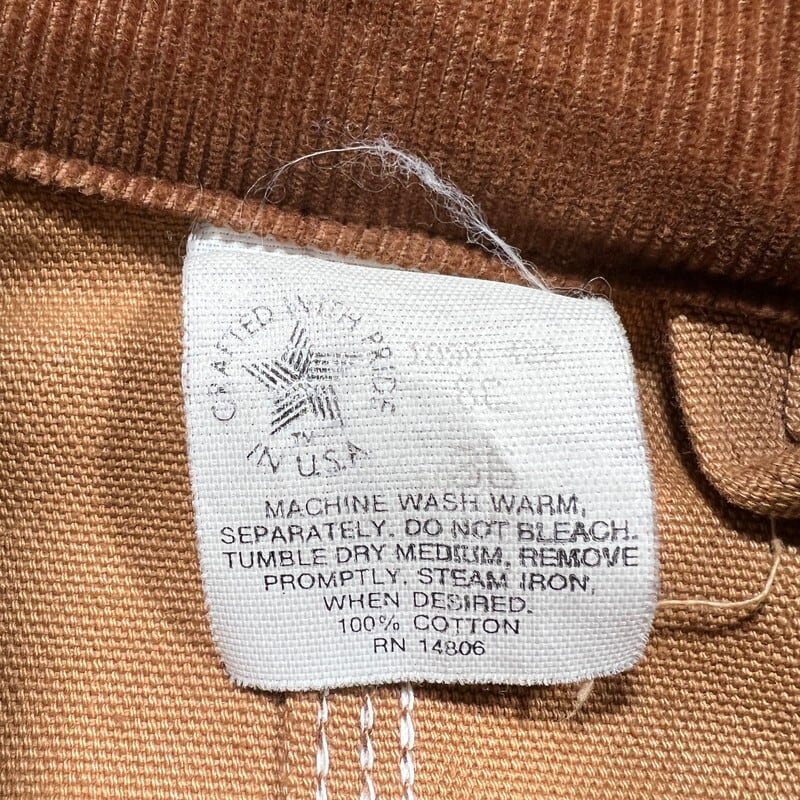 CRAFTED WITH PRIDE
TM
IN U.S.A
MACHINE WASH WARM,
SEPARATELY. DO NOT BLEACH.
TUMBLE DRY MEDIUM, REMOVE
PROMPTLY. STEAM IRON,
WHEN DESIRED.
100% COTTON
RN 14806